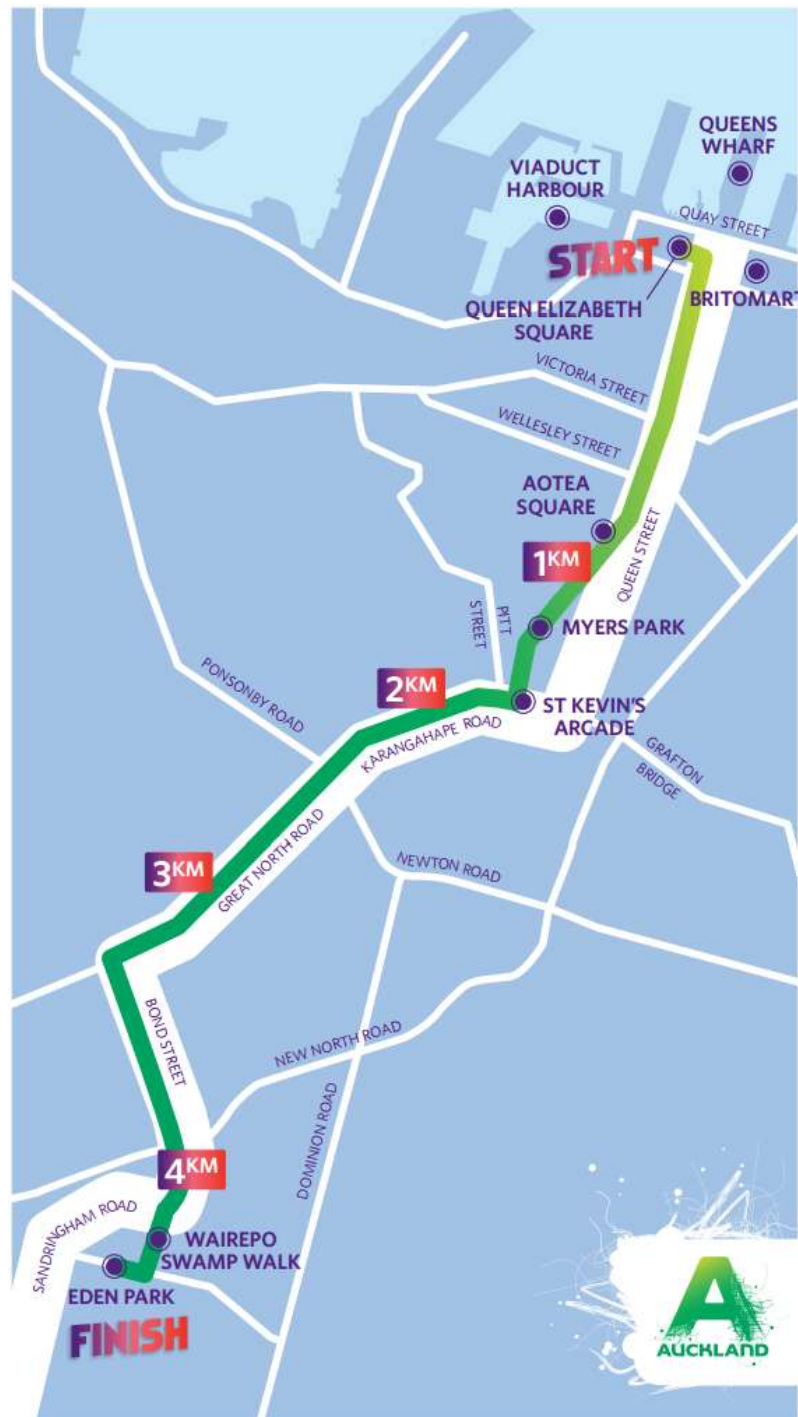 QUEENS
WHARF
VIADUCT
HARBOUR
QUAY STREET
START
BRITOMART
QUEEN ELIZABETH
SQUARE
VICTORIA STREET
WELLESLEY STREET
AOTEA
SQUARE
QUEEN STREET
1KM
PITT
STREET
MYERS PARK
2KM
ST KEVIN'S
ARCADE
PONSONBY ROAD
KARANGAHAPE ROAD
GRAFTON
BRIDGE
GREAT NORTH ROAD
3KM
NEWTON ROAD
BOND STREET
NEW NORTH ROAD
DOMINION ROAD
4KM
SANDRINGHAM ROAD
WAIREPO
SWAMP WALK
EDEN PARK
FINISH
A
AUCKLAND